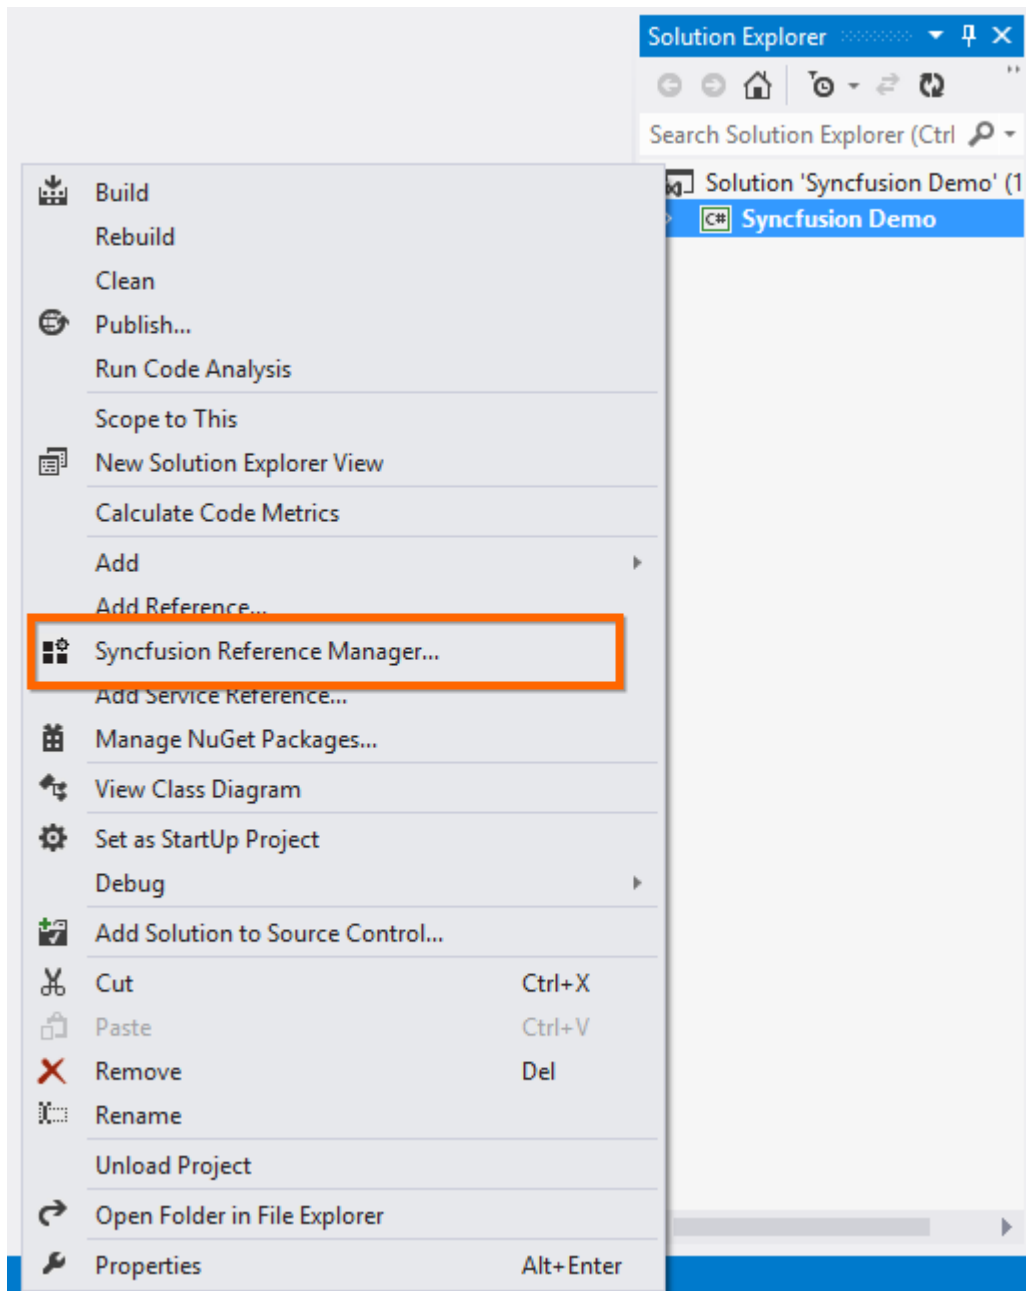 Solution Explorer
Search Solution Explorer (Ctrl
Solution 'Syncfusion Demo' (1
C# Syncfusion Demo
Build
Rebuild
Clean
Publish...
Run Code Analysis
Scope to This
New Solution Explorer View
Calculate Code Metrics
Add
Add Reference...
Syncfusion Reference Manager...
Add Service Reference...
Manage NuGet Packages...
View Class Diagram
Set as StartUp Project
Debug
Add Solution to Source Control...
Cut Ctrl+X
Paste Ctrl+V
Remove Del
Rename
Unload Project
Open Folder in File Explorer
Properties Alt+Enter